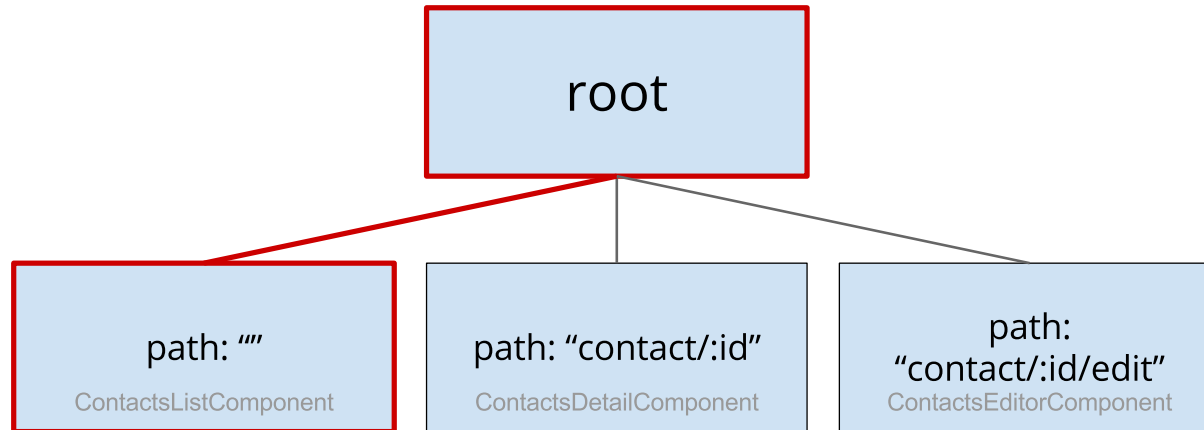 root
path: “”
ContactsListComponent
path: “contact/:id”
ContactsDetailComponent
path:
“contact/:id/edit”
ContactsEditorComponent